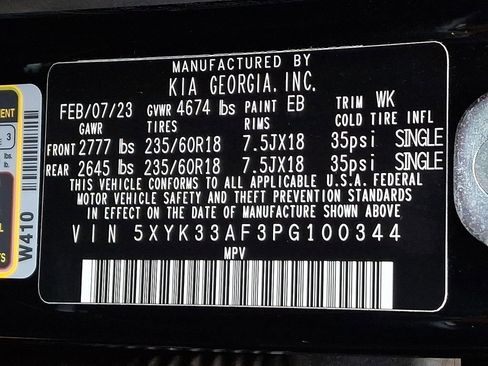 MANUFACTURED BY
KIA GEORGIA, INC.
FEB/07/23 GVWR 4674 lbs PAINT EB TRIM WK
GAWR TIRES RIMS COLD TIRE INFL
FRONT 2777 lbs 235/60R18 7.5JX18 35psi SINGLE
REAR 2645 lbs 235/60R18 7.5JX18 35psi SINGLE
THIS VEHICLE CONFORMS TO ALL APPLICABLE U.S.A. FEDERAL
MOTOR VEHICLE SAFETY AND THEFT PREVENTION STANDARDS
IN EFFECT ON THE DATE OF MANUFACTURE SHOWN ABOVE
VIN 5XYK33AF3PG100344
MPV
3
lbs.
lb.
W410